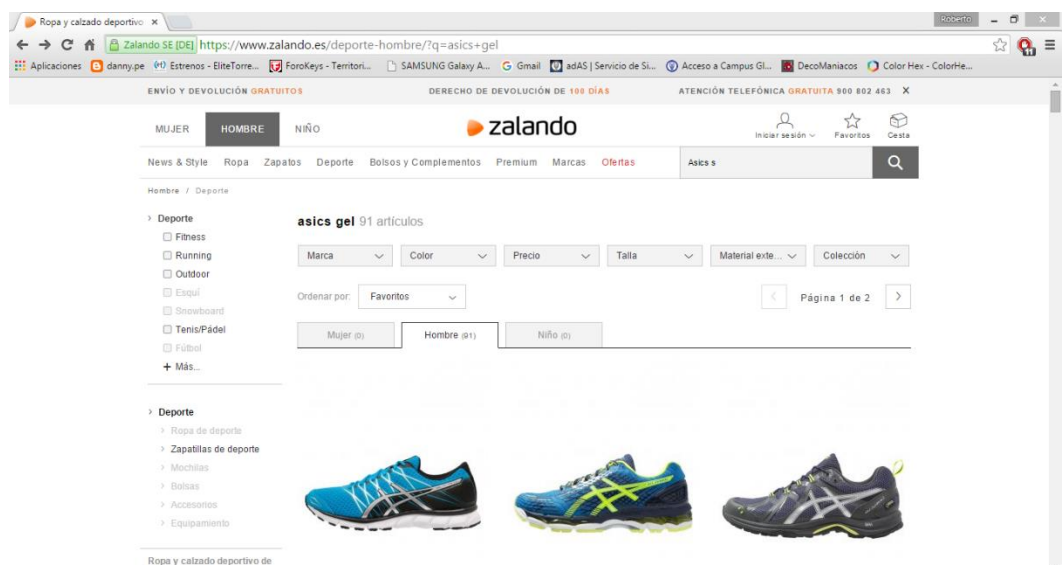 Ropa y calzado deportivo
Roberto
Zalando SE [DE] https://www.zalando.es/deporte-hombre/?q=asics+gel
Aplicaciones danny.pe Estrenos - EliteTorre... ForoKeys - Territori... SAMSUNG Galaxy A... Gmail adAS | Servicio de Si... Acceso a Campus Gl... DecoManiacos Color Hex - ColorHe...
ENVÍO Y DEVOLUCIÓN GRATUITOS DERECHO DE DEVOLUCIÓN DE 100 DÍAS ATENCIÓN TELEFÓNICA GRATUITA 900 802 463 X
MUJER HOMBRE NIÑO zalando Iniciar sesión Favoritos Cesta
News & Style Ropa Zapatos Deporte Bolsos y Complementos Premium Marcas Ofertas Asics s
Hombre / Deporte
> Deporte
Fitness
Running
Outdoor
Esquí
Snowboard
Tenis/Pádel
Fútbol
+ Más...
asics gel 91 artículos
Marca Color Precio Talla Material exte... Colección
Ordenar por: Favoritos Página 1 de 2
Mujer (0) Hombre (91) Niño (0)
> Deporte
> Ropa de deporte
> Zapatillas de deporte
> Mochilas
> Bolsas
> Accesorios
> Equipamiento
Ropa y calzado deportivo de